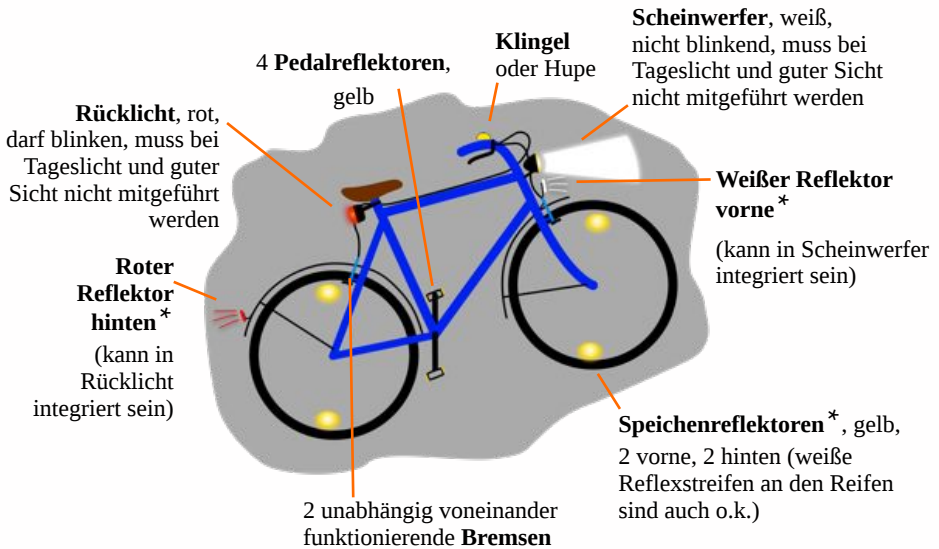 Scheinwerfer, weiß,
nicht blinkend, muss bei
Tageslicht und guter Sicht
nicht mitgeführt werden
Klingel
oder Hupe
4 Pedalreflektoren,
gelb
Rücklicht, rot,
darf blinken, muss bei
Tageslicht und guter
Sicht nicht mitgeführt
werden
Weißer Reflektor
vorne*
(kann in Scheinwerfer
integriert sein)
Roter
Reflektor
hinten*
(kann in
Rücklicht
integriert sein)
Speichenreflektoren*, gelb,
2 vorne, 2 hinten (weiße
Reflexstreifen an den Reifen
sind auch o.k.)
2 unabhängig voneinander
funktionierende Bremsen